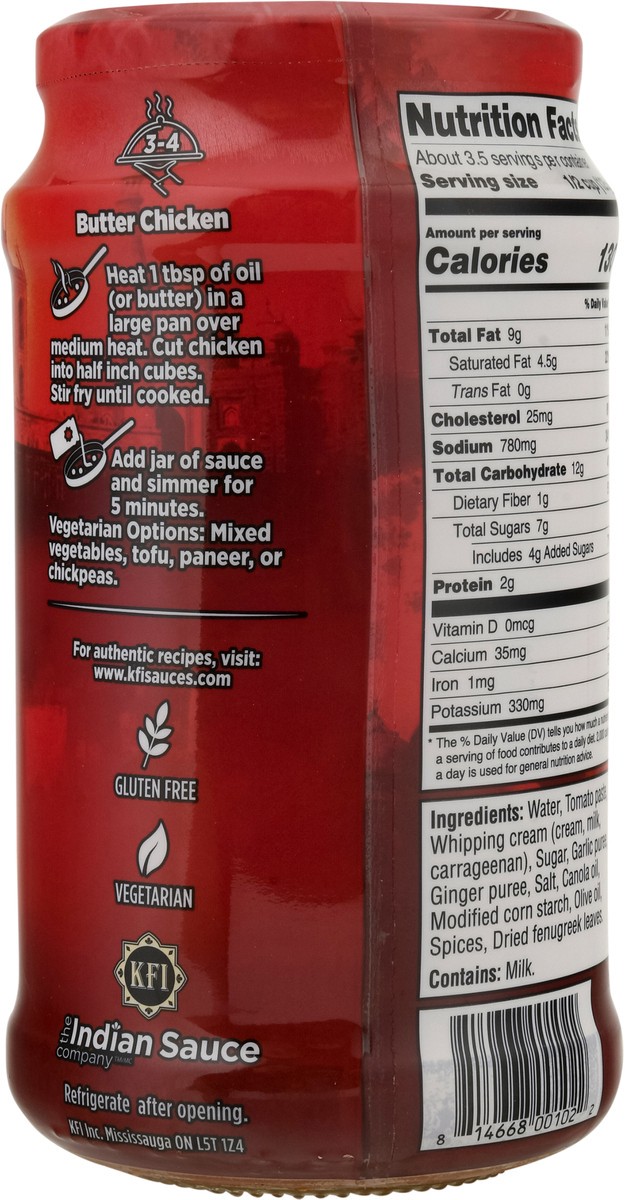 3-4
Butter Chicken
Heat 1 tbsp of oil
(or butter) in a
large pan over
medium heat. Cut chicken
into half inch cubes.
Stir fry until cooked.
Add jar of sauce
and simmer for
5 minutes.
Vegetarian Options: Mixed
vegetables, tofu, paneer, or
chickpeas.
For authentic recipes, visit:
www.kfisauces.com
GLUTEN FREE
VEGETARIAN
KFI
the Indian Sauce
company
Refrigerate after opening.
KFI Inc. Mississauga ON L5T 1Z4
Nutrition
About 3.5 servings per
Serving size 1/2 cup
Amount per serving
Calories
% Daily
Total Fat 9g
Saturated Fat 4.5g
Trans Fat 0g
Cholesterol 25mg
Sodium 780mg
Total Carbohydrate 12g
Dietary Fiber 1g
Total Sugars 7g
Includes 4g Added Sugars
Protein 2g
Vitamin D 0mcg
Calcium 35mg
Iron 1mg
Potassium 330mg
* The % Daily Value (DV) tells you how much a
a serving of food contributes to a daily diet.
a day is used for general nutrition advice.
Ingredients: Water, Tomato paste,
Whipping cream (cream, milk,
carrageenan), Sugar, Garlic puree,
Ginger puree, Salt, Canola oil,
Modified corn starch, Olive oil,
Spices, Dried fenugreek leaves.
Contains: Milk.
8 14668 00102 2